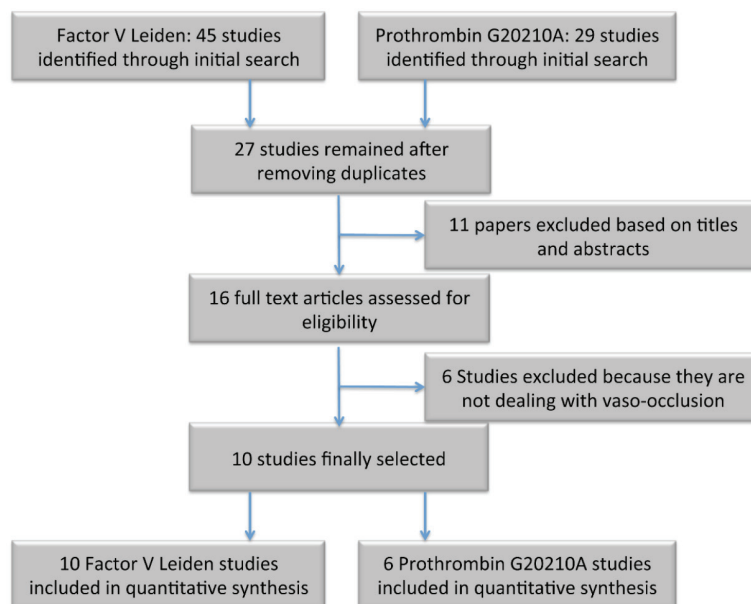 Factor V Leiden: 45 studies
identified through initial search
Prothrombin G20210A: 29 studies
identified through initial search
27 studies remained after
removing duplicates
11 papers excluded based on titles
and abstracts
16 full text articles assessed for
eligibility
6 Studies excluded because they are
not dealing with vaso-occlusion
10 studies finally selected
10 Factor V Leiden studies
included in quantitative synthesis
6 Prothrombin G20210A studies
included in quantitative synthesis